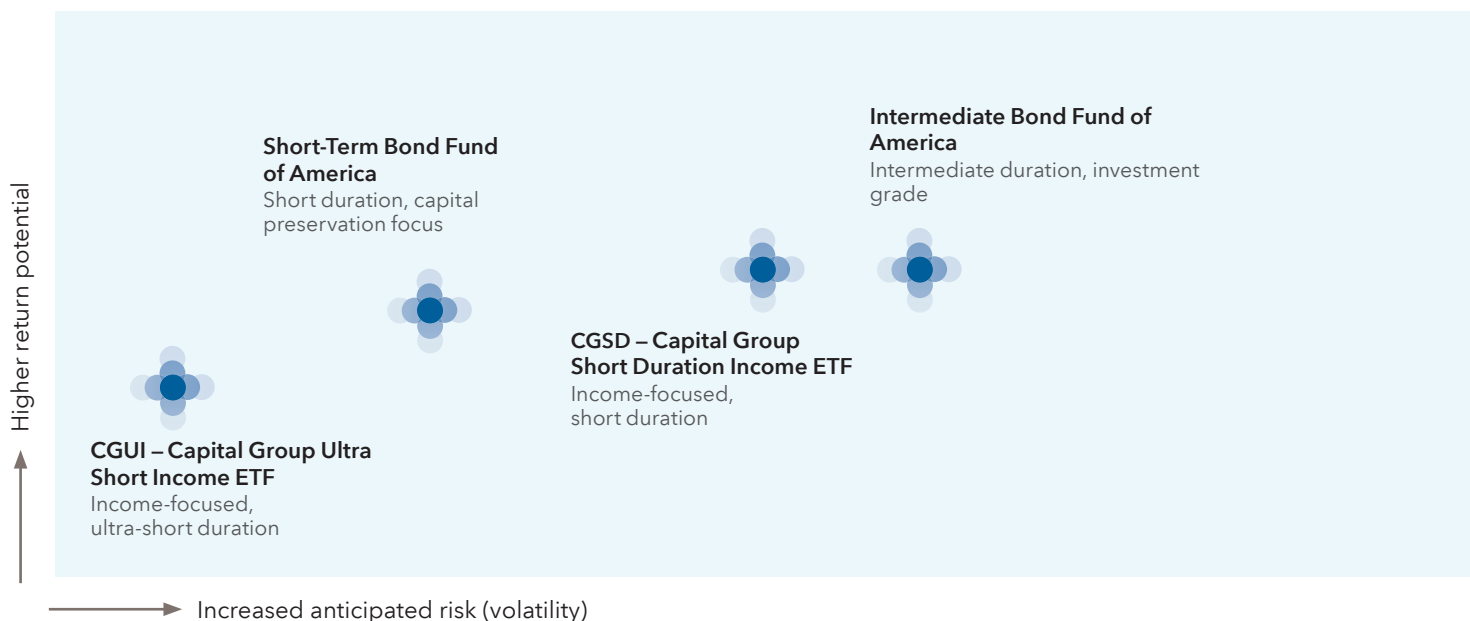 Higher return potential
Short-Term Bond Fund
of America
Short duration, capital
preservation focus
Intermediate Bond Fund of
America
Intermediate duration, investment
grade
CGUI – Capital Group Ultra
Short Income ETF
Income-focused,
ultra-short duration
CGSD – Capital Group
Short Duration Income ETF
Income-focused,
short duration
Increased anticipated risk (volatility)